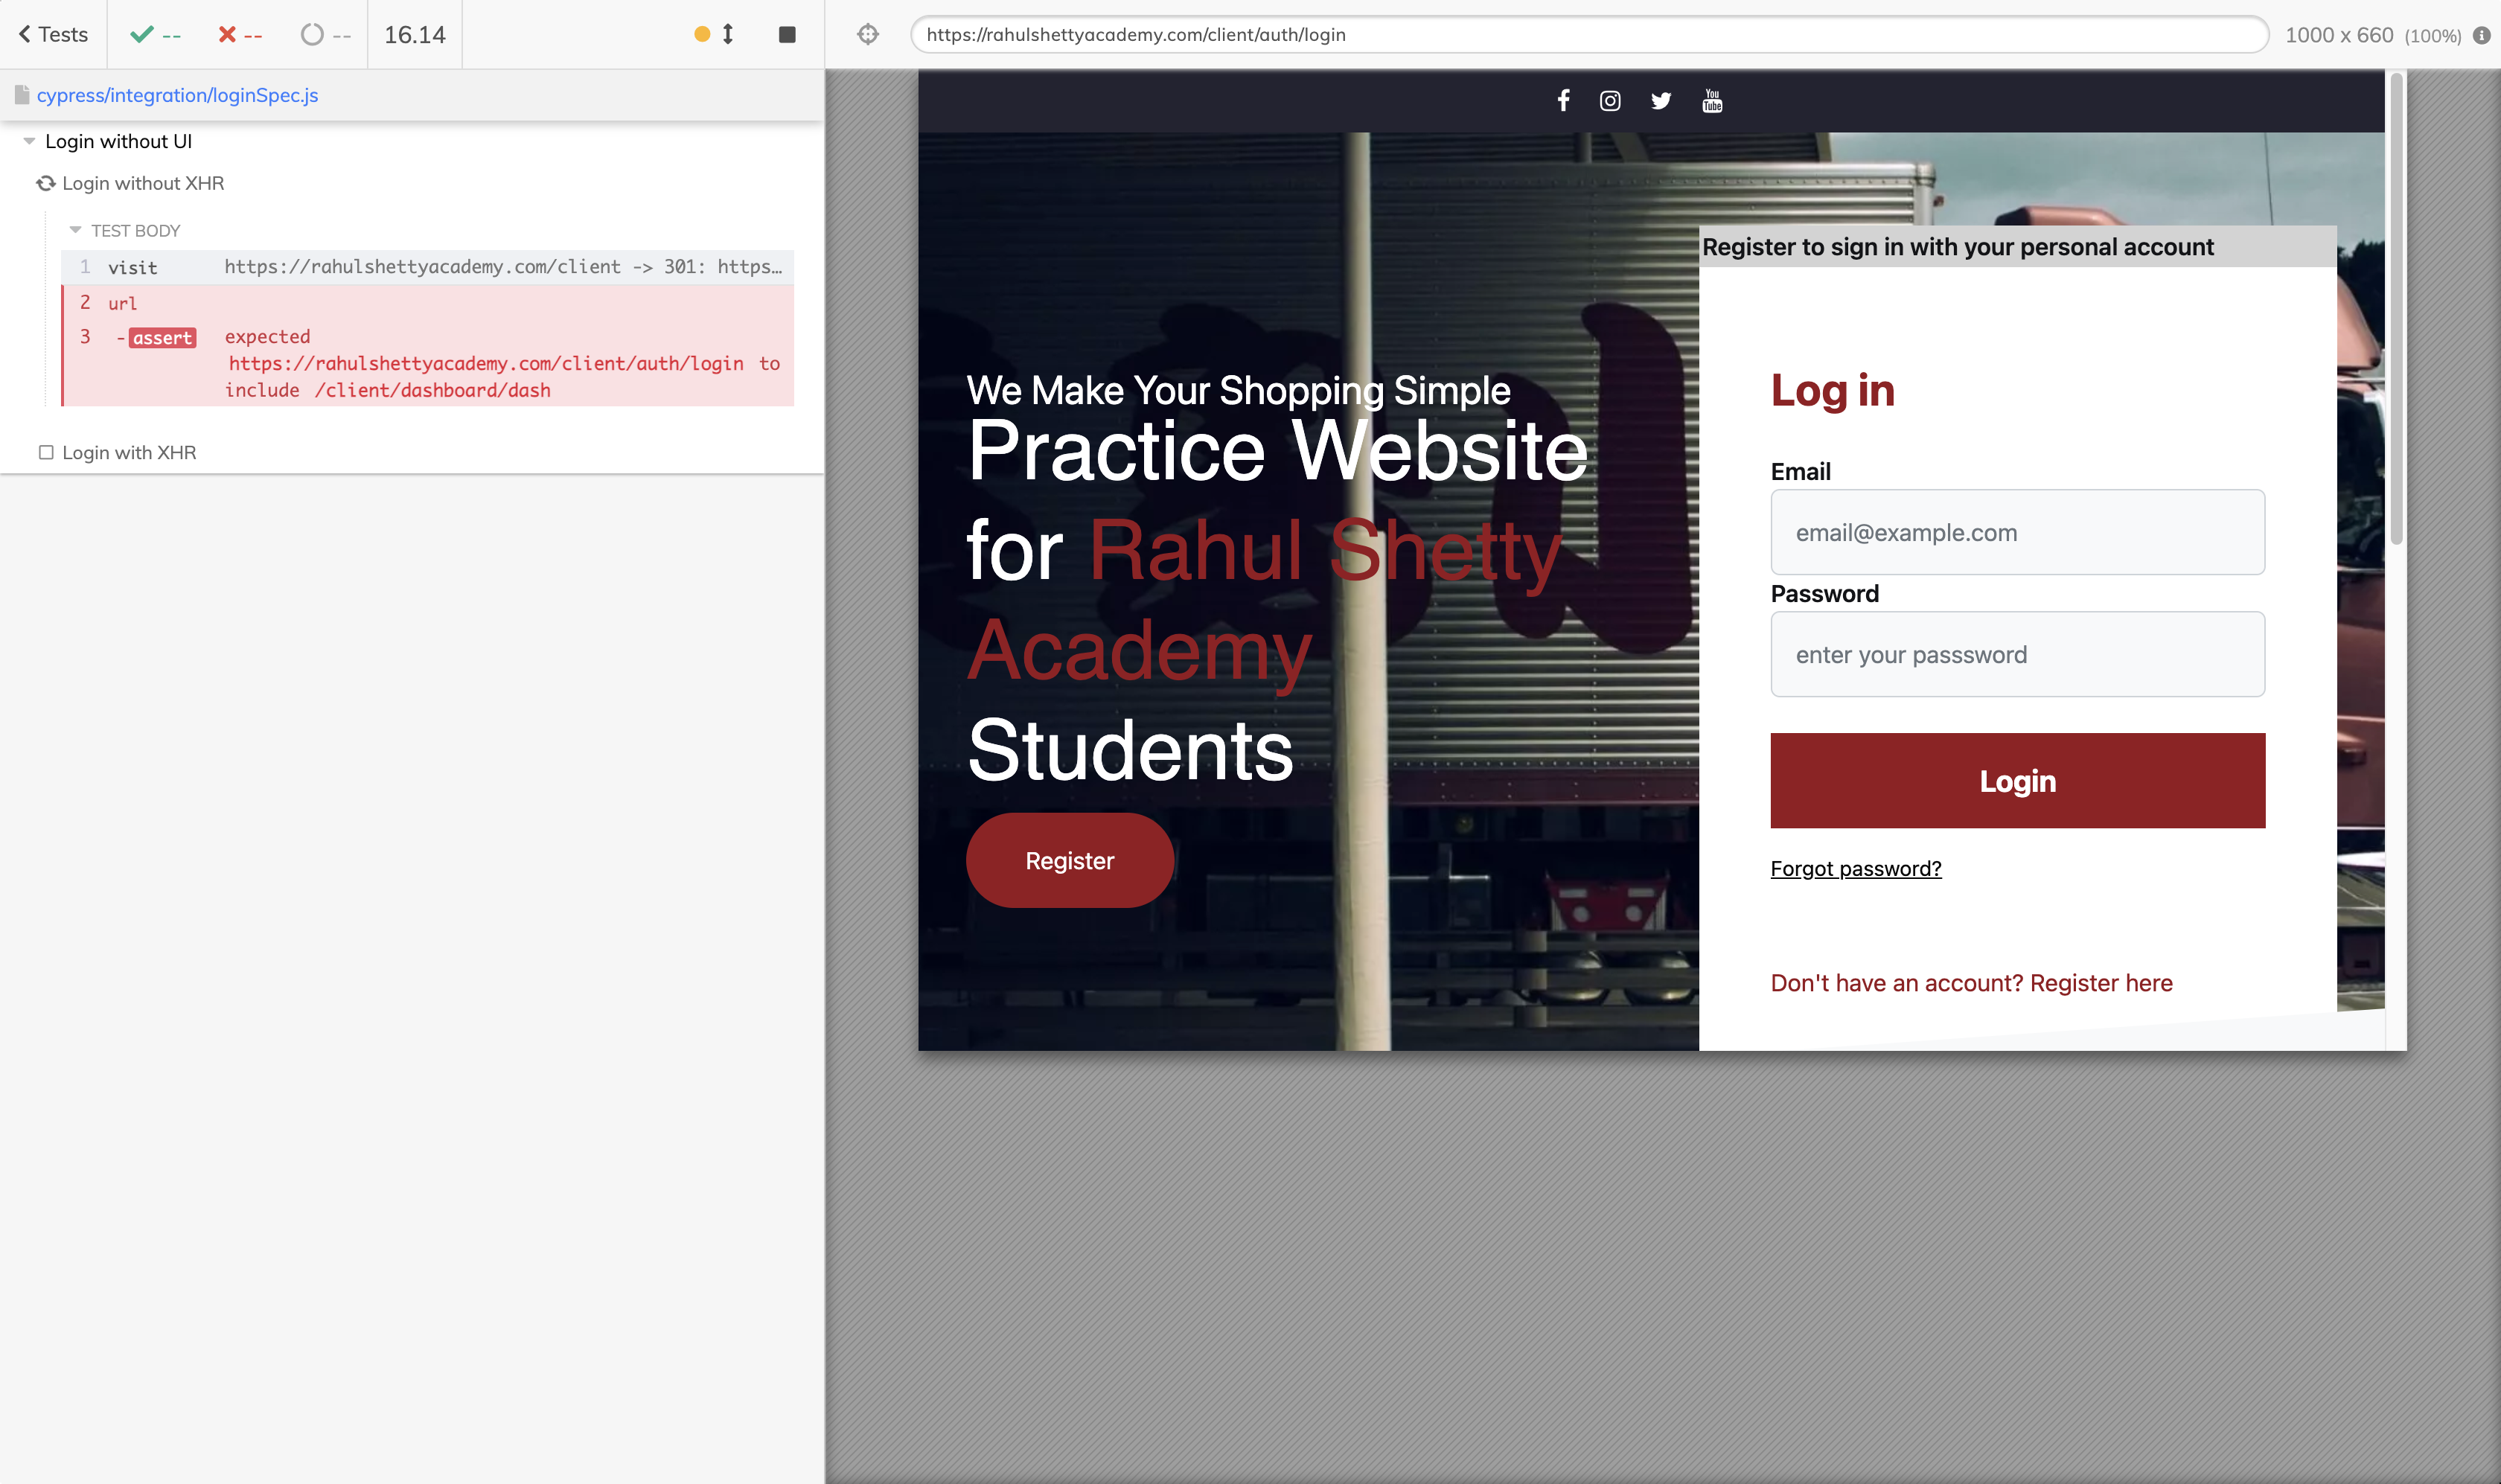 Tests
--
--
--
16.14
https://rahulshettyacademy.com/client/auth/login
1000 x 660 (100%)
cypress/integration/loginSpec.js
Login without UI
Login without XHR
TEST BODY
1 visit https://rahulshettyacademy.com/client -> 301: https…
2 url
3 -assert expected
https://rahulshettyacademy.com/client/auth/login to
include /client/dashboard/dash
Login with XHR
You
Tube
We Make Your Shopping Simple
Practice Website
for Rahul Shetty
Academy
Students
Register
Register to sign in with your personal account
Log in
Email
email@example.com
Password
enter your passsword
Login
Forgot password?
Don't have an account? Register here